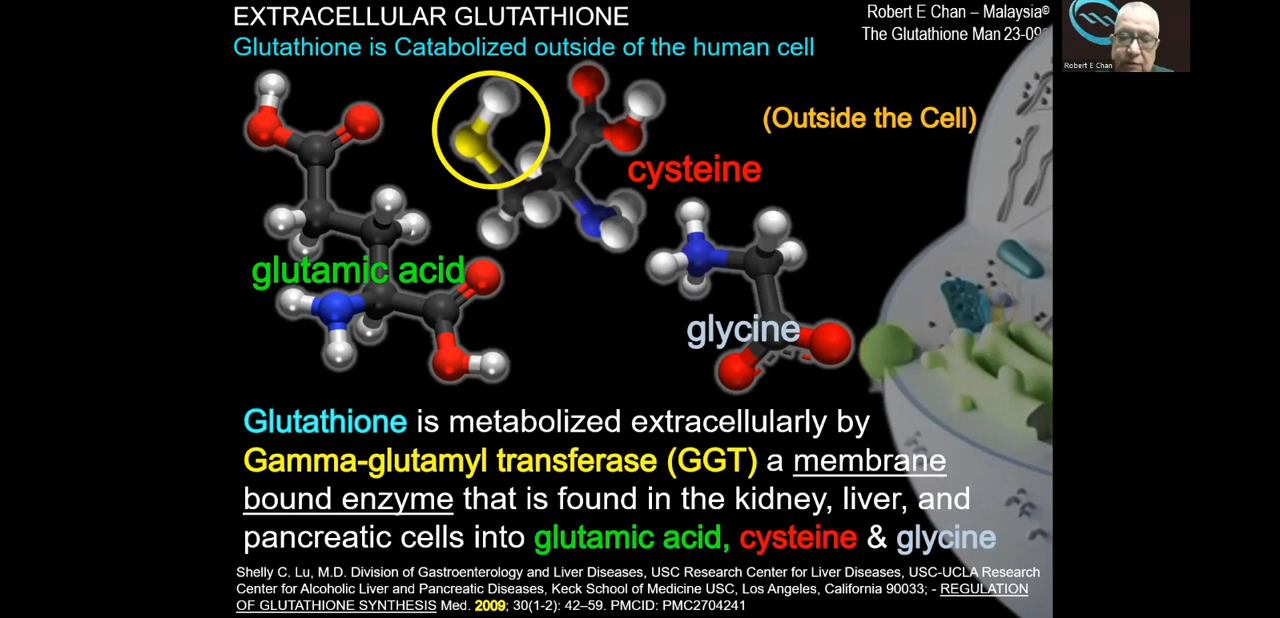 EXTRACELLULAR GLUTATHIONE
Glutathione is Catabolized outside of the human cell
Robert E Chan – Malaysia©
The Glutathione Man
Robert E Chan
(Outside the Cell)
cysteine
glutamic acid
glycine
Glutathione is metabolized extracellularly by
Gamma-glutamyl transferase (GGT) a membrane
bound enzyme that is found in the kidney, liver, and
pancreatic cells into glutamic acid, cysteine & glycine
Shelly C. Lu, M.D. Division of Gastroenterology and Liver Diseases, USC Research Center for Liver Diseases, USC-UCLA Research
Center for Alcoholic Liver and Pancreatic Diseases, Keck School of Medicine USC, Los Angeles, California 90033; - REGULATION
OF GLUTATHIONE SYNTHESIS Med. 2009; 30(1-2): 42–59. PMCID: PMC2704241